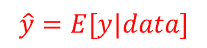 ŷ = E[y|data]